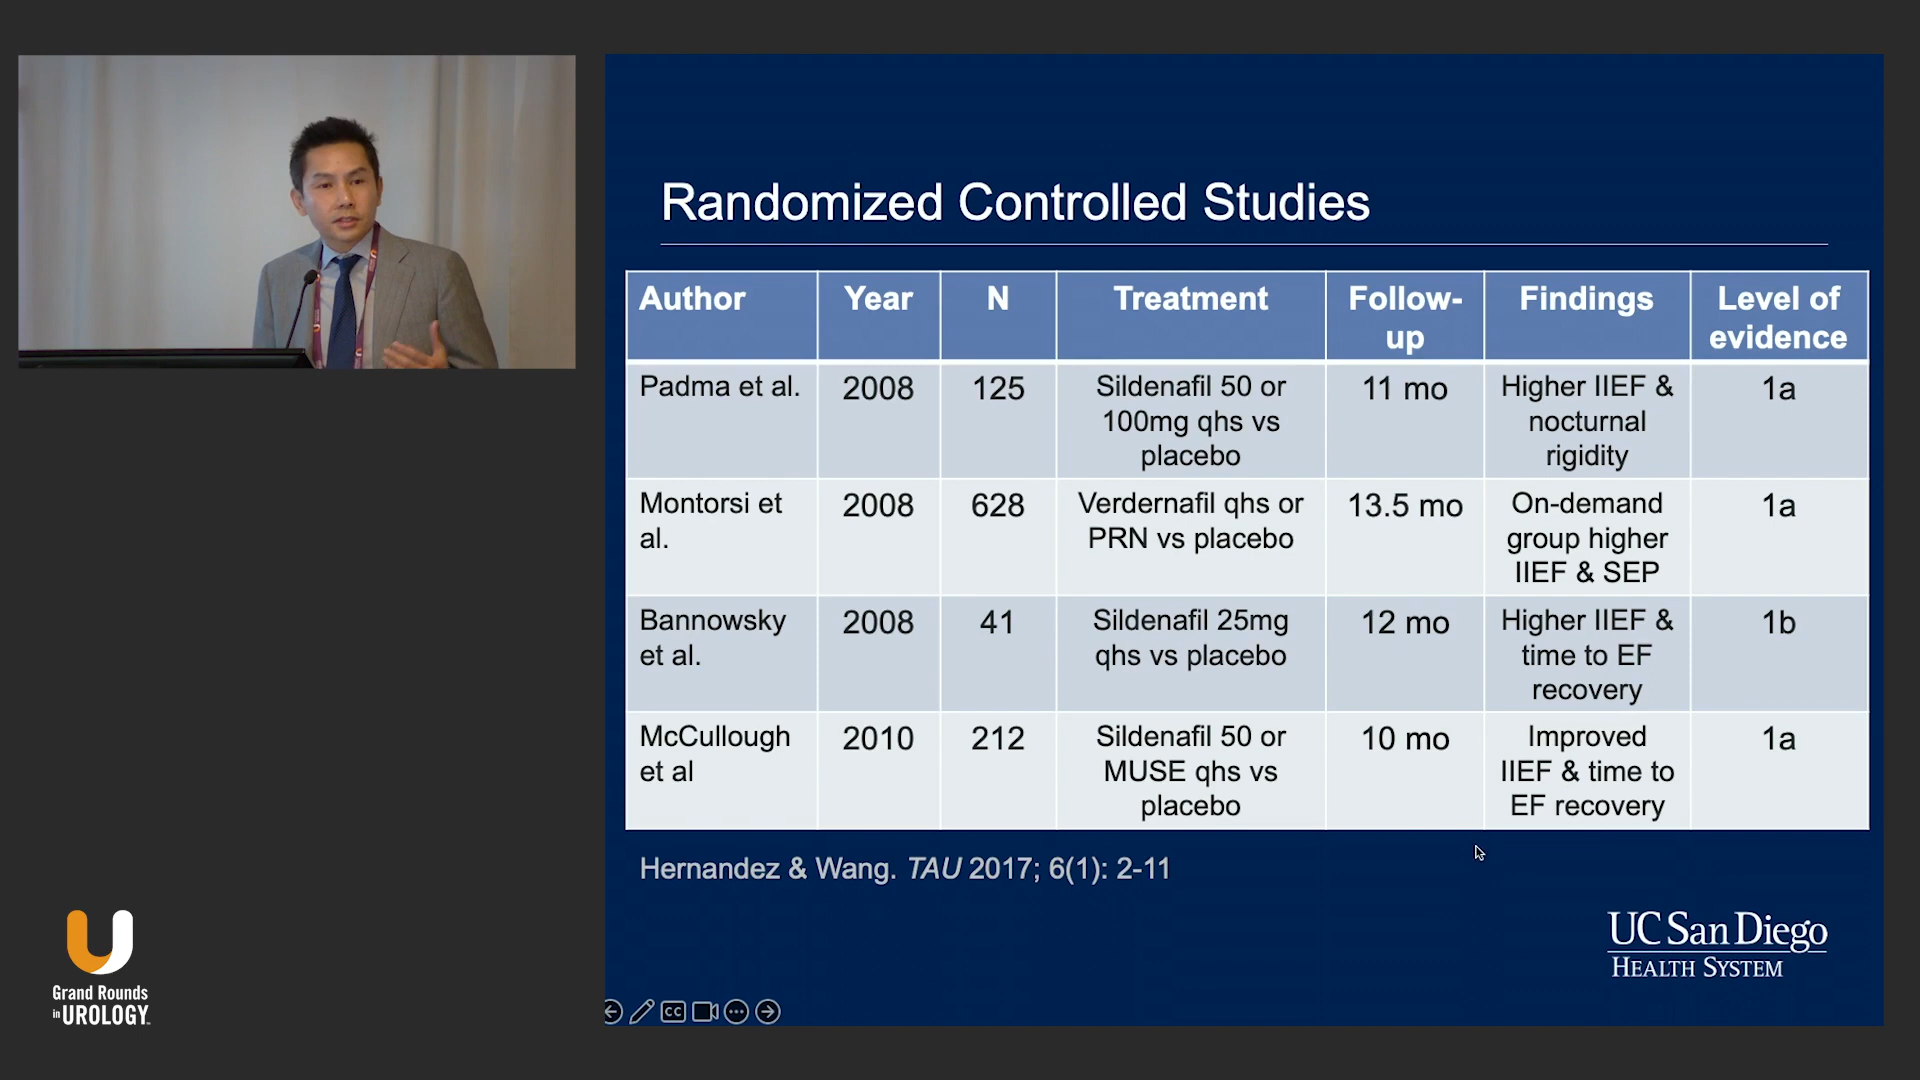 Randomized Controlled Studies
Author Year N Treatment Follow-up Findings Level of evidence
Padma et al. 2008 125 Sildenafil 50 or 100mg qhs vs placebo 11 mo Higher IIEF & nocturnal rigidity 1a
Montorsi et al. 2008 628 Verdernafil qhs or PRN vs placebo 13.5 mo On-demand group higher IIEF & SEP 1a
Bannowsky et al. 2008 41 Sildenafil 25mg qhs vs placebo 12 mo Higher IIEF & time to EF recovery 1b
McCullough et al 2010 212 Sildenafil 50 or MUSE qhs vs placebo 10 mo Improved IIEF & time to EF recovery 1a
Hernandez & Wang. TAU 2017; 6(1): 2-11
UC San Diego
HEALTH SYSTEM
CC
Grand Rounds
in UROLOGY